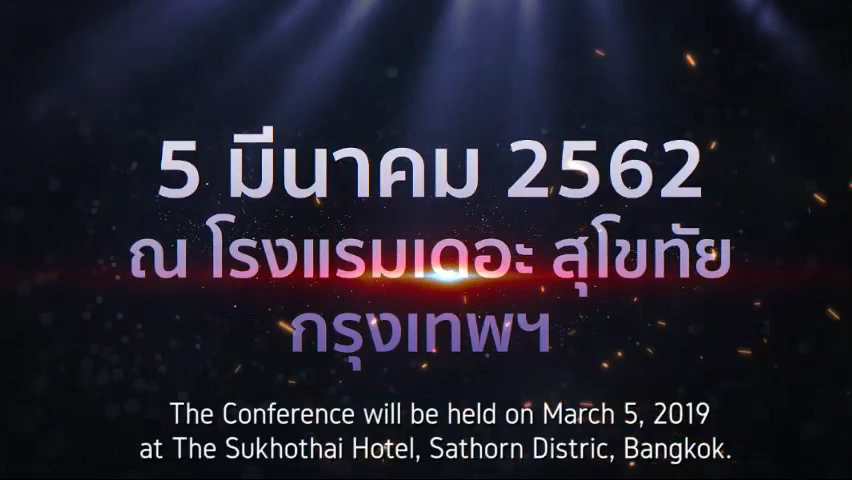 5 มีนาคม 2562
ณ โรงแรมเดอะ สุโขทัย
กรุงเทพฯ
The Conference will be held on March 5, 2019
at The Sukhothai Hotel, Sathorn Distric, Bangkok.